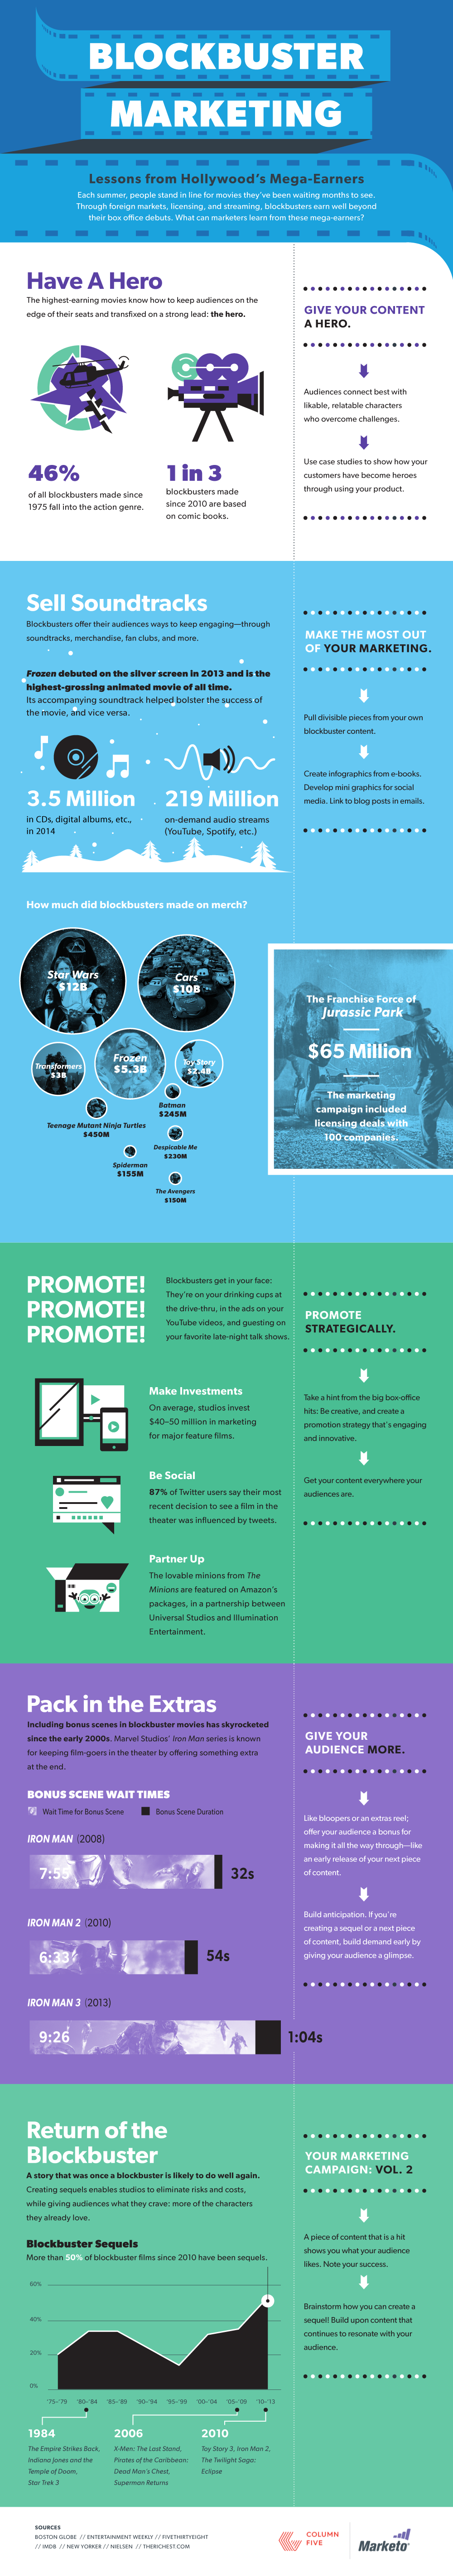 BLOCKBUSTER
MARKETING
Lessons from Hollywood's Mega-Earners
Each summer, people stand in line for movies they've been waiting months to see.
Through foreign markets, licensing, and streaming, blockbusters earn well beyond
their box office debuts. What can marketers learn from these mega-earners?
Have A Hero
The highest-earning movies know how to keep audiences on the
edge of their seats and transfixed on a strong lead: the hero.
46%
of all blockbusters made since
1975 fall into the action genre.
1 in 3
blockbusters made
since 2010 are based
on comic books.
GIVE YOUR CONTENT
A HERO.
Audiences connect best with
likable, relatable characters
who overcome challenges.
Use case studies to show how your
customers have become heroes
through using your product.
Sell Soundtracks
Blockbusters offer their audiences ways to keep engaging—through
soundtracks, merchandise, fan clubs, and more.
Frozen debuted on the silver screen in 2013 and is the
highest-grossing animated movie of all time.
Its accompanying soundtrack helped bolster the success of
the movie, and vice versa.
3.5 Million
in CDs, digital albums, etc.,
in 2014
219 Million
on-demand audio streams
(YouTube, Spotify, etc.)
MAKE THE MOST OUT
OF YOUR MARKETING.
Pull divisible pieces from your own
blockbuster content.
Create infographics from e-books.
Develop mini graphics for social
media. Link to blog posts in emails.
How much did blockbusters made on merch?
Star Wars
$12B
Cars
$10B
Transformers
$3B
Frozen
$5.3B
Toy Story
$2.4B
Batman
$245M
Teenage Mutant Ninja Turtles
$450M
Despicable Me
$230M
Spiderman
$155M
The Avengers
$150M
The Franchise Force of
Jurassic Park
$65 Million
The marketing
campaign included
licensing deals with
100 companies.
PROMOTE!
PROMOTE!
PROMOTE!
Blockbusters get in your face:
They're on your drinking cups at
the drive-thru, in the ads on your
YouTube videos, and guesting on
your favorite late-night talk shows.
Make Investments
On average, studios invest
$40–50 million in marketing
for major feature films.
Be Social
87% of Twitter users say their most
recent decision to see a film in the
theater was influenced by tweets.
Partner Up
The lovable minions from The
Minions are featured on Amazon's
packages, in a partnership between
Universal Studios and Illumination
Entertainment.
PROMOTE
STRATEGICALLY.
Take a hint from the big box-office
hits: Be creative, and create a
promotion strategy that's engaging
and innovative.
Get your content everywhere your
audiences are.
Pack in the Extras
Including bonus scenes in blockbuster movies has skyrocketed
since the early 2000s. Marvel Studios' Iron Man series is known
for keeping film-goers in the theater by offering something extra
at the end.
BONUS SCENE WAIT TIMES
Wait Time for Bonus Scene
Bonus Scene Duration
IRON MAN (2008)
7:55
32s
IRON MAN 2 (2010)
6:33
54s
IRON MAN 3 (2013)
9:26
1:04s
GIVE YOUR
AUDIENCE MORE.
Like bloopers or an extras reel;
offer your audience a bonus for
making it all the way through—like
an early release of your next piece
of content.
Build anticipation. If you're
creating a sequel or a next piece
of content, build demand early by
giving your audience a glimpse.
Return of the
Blockbuster
A story that was once a blockbuster is likely to do well again.
Creating sequels enables studios to eliminate risks and costs,
while giving audiences what they crave: more of the characters
they already love.
Blockbuster Sequels
More than 50% of blockbuster films since 2010 have been sequels.
60%
40%
20%
0%
'75–'79 '80–'84 '85–'89 '90–'94 '95–'99 '00–'04 '05–'09 '10–'13
1984
The Empire Strikes Back,
Indiana Jones and the
Temple of Doom,
Star Trek 3
2006
X-Men: The Last Stand,
Pirates of the Caribbean:
Dead Man's Chest,
Superman Returns
2010
Toy Story 3, Iron Man 2,
The Twilight Saga:
Eclipse
YOUR MARKETING
CAMPAIGN: VOL. 2
A piece of content that is a hit
shows you what your audience
likes. Note your success.
Brainstorm how you can create a
sequel! Build upon content that
continues to resonate with your
audience.
SOURCES
BOSTON GLOBE // ENTERTAINMENT WEEKLY // FIVETHIRTYEIGHT
// IMDB // NEW YORKER // NIELSEN // THERICHEST.COM
COLUMN
FIVE
Marketo